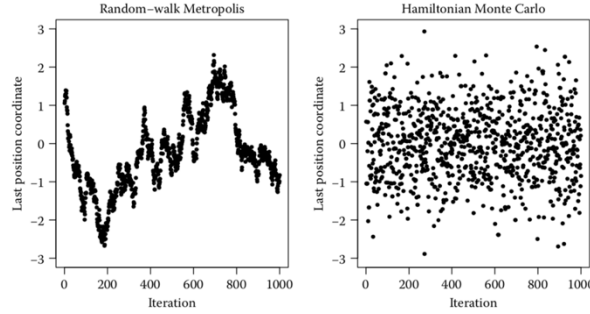 Random−walk Metropolis
Last position coordinate
3
2
1
0
−1
−2
−3
0 200 400 600 800 1000
Iteration
Hamiltonian Monte Carlo
Last position coordinate
3
2
1
0
−1
−2
−3
0 200 400 600 800 1000
Iteration